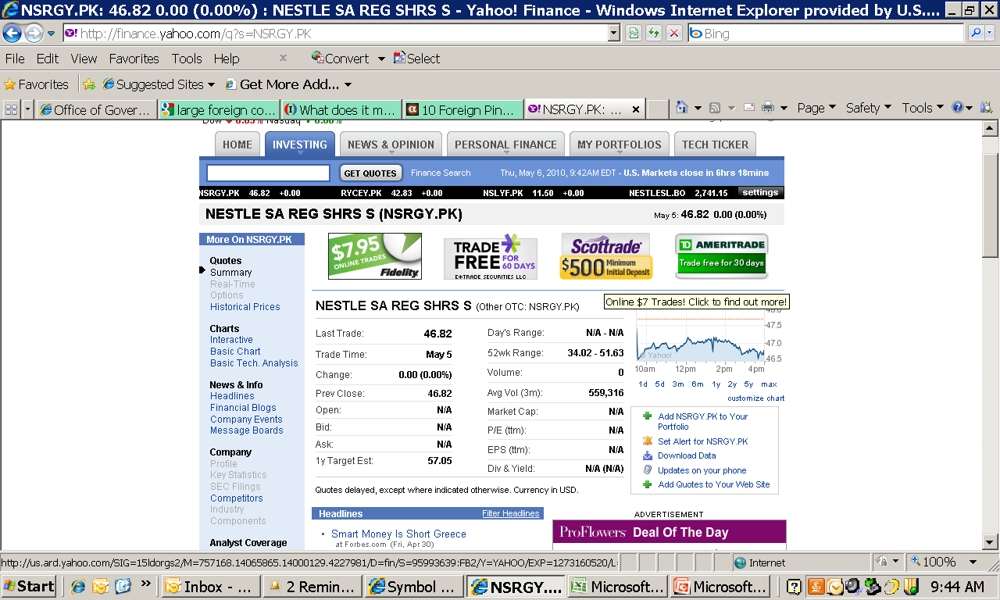 NSRGY.PK: 46.82 0.00 (0.00%) : NESTLE SA REG SHRS S - Yahoo! Finance - Windows Internet Explorer provided by U.S....
http://finance.yahoo.com/q?s=NSRGY.PK
Bing
File Edit View Favorites Tools Help x Convert Select
Favorites Suggested Sites Get More Add...
Office of Gover... large foreign co... What does it m... 10 Foreign Pin... NSRGY.PK: ... x Page Safety Tools
HOME INVESTING NEWS & OPINION PERSONAL FINANCE MY PORTFOLIOS TECH TICKER
GET QUOTES Finance Search Thu, May 6, 2010, 9:42AM EDT - U.S. Markets close in 6hrs 18mins
NSRGY.PK 46.82 +0.00 RYCEY.PK 42.83 +0.00 NSLYF.PK 11.50 +0.00 NESTLESL.BO 2,741.15 settings
NESTLE SA REG SHRS S (NSRGY.PK) May 5: 46.82 0.00 (0.00%)
More On NSRGY.PK
Quotes
Summary
Real-Time
Options
Historical Prices
Charts
Interactive
Basic Chart
Basic Tech. Analysis
News & Info
Headlines
Financial Blogs
Company Events
Message Boards
Company
Profile
Key Statistics
SEC Filings
Competitors
Industry
Components
Analyst Coverage
$7.95 ONLINE TRADES Fidelity
TRADE FREE FOR 60 DAYS
E*TRADE SECURITIES LLC
Scottrade
$500 Minimum Initial Deposit
TD AMERITRADE
Trade free for 30 days
Online $7 Trades! Click to find out more!
NESTLE SA REG SHRS S (Other OTC: NSRGY.PK)
Last Trade: 46.82
Trade Time: May 5
Change: 0.00 (0.00%)
Prev Close: 46.82
Open: N/A
Bid: N/A
Ask: N/A
1y Target Est: 57.05
Day's Range: N/A - N/A
52wk Range: 34.02 - 51.63
Volume: 0
Avg Vol (3m): 559,316
Market Cap: N/A
P/E (ttm): N/A
EPS (ttm): N/A
Div & Yield: N/A (N/A)
Quotes delayed, except where indicated otherwise. Currency in USD.
48.0
47.5
47.0
46.5
© Yahoo!
10am 12pm 2pm 4pm
1d 5d 3m 6m 1y 2y 5y max
customize chart
Add NSRGY.PK to Your
Portfolio
Set Alert for NSRGY.PK
Download Data
Updates on your phone
Add Quotes to Your Web Site
Headlines Filter Headlines
Smart Money Is Short Greece
at Forbes.com (Fri, Apr 30)
ADVERTISEMENT
ProFlowers Deal Of The Day
http://us.ard.yahoo.com/SIG=15ldorgs2/M=757168.14065865.14000129.4227981/D=fin/S=95993639:FB2/Y=YAHOO/EXP=1273160520/L= Internet 100%
Start Inbox - ... 2 Remin... Symbol ... NSRGY.... Microsoft... Microsoft... 9:44 AM